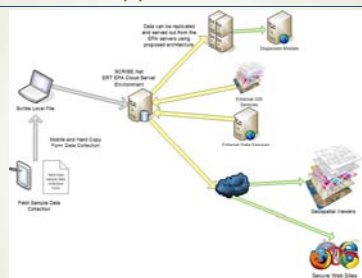 Data can be replicated
and served out from the
EPA servers using
proposed architecture.
Dispersion Models
SCRIBE.Net
ERT EPA Cloud Server
Environment
External GIS
Services
Scribe Local File
External Data Services
Mobile and Hard Copy
Form Data Collection
Field Sample Data
Collection
Geospatial Viewers
Secure Web Sites